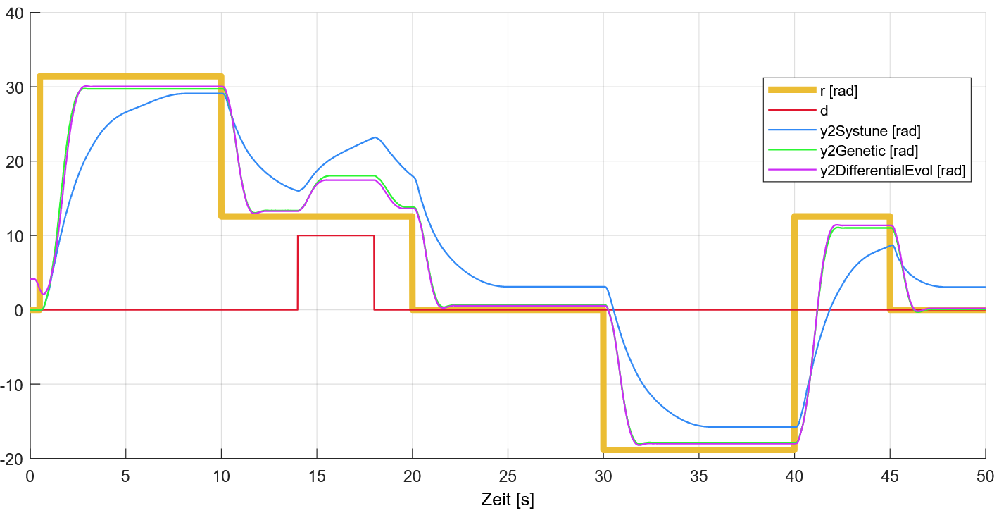 40
30
20
10
0
-10
-20
0 5 10 15 20 25 30 35 40 45 50
Zeit [s]
r [rad]
d
y2Systune [rad]
y2Genetic [rad]
y2DifferentialEvol [rad]